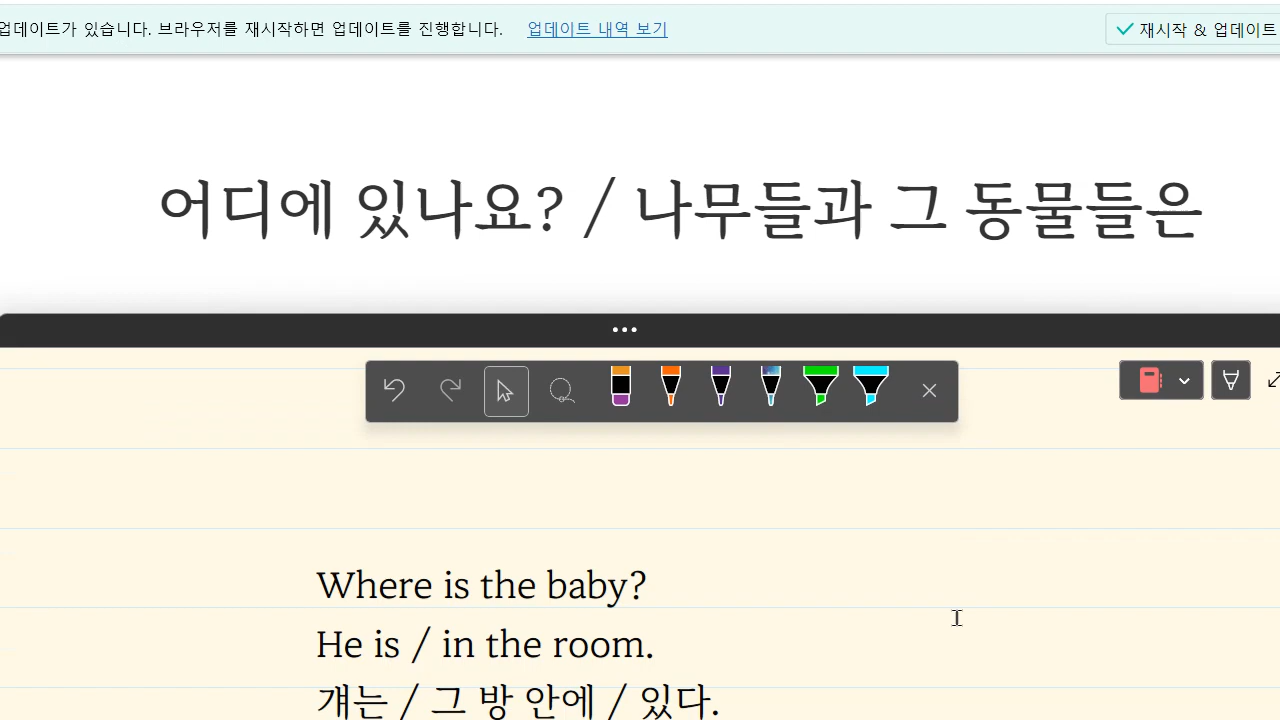 업데이트가 있습니다. 브라우저를 재시작하면 업데이트를 진행합니다. 업데이트 내역 보기 재시작 & 업데이트
어디에 있나요? / 나무들과 그 동물들은
Where is the baby?
He is / in the room.
걔는 / 그 방 안에 / 있다.